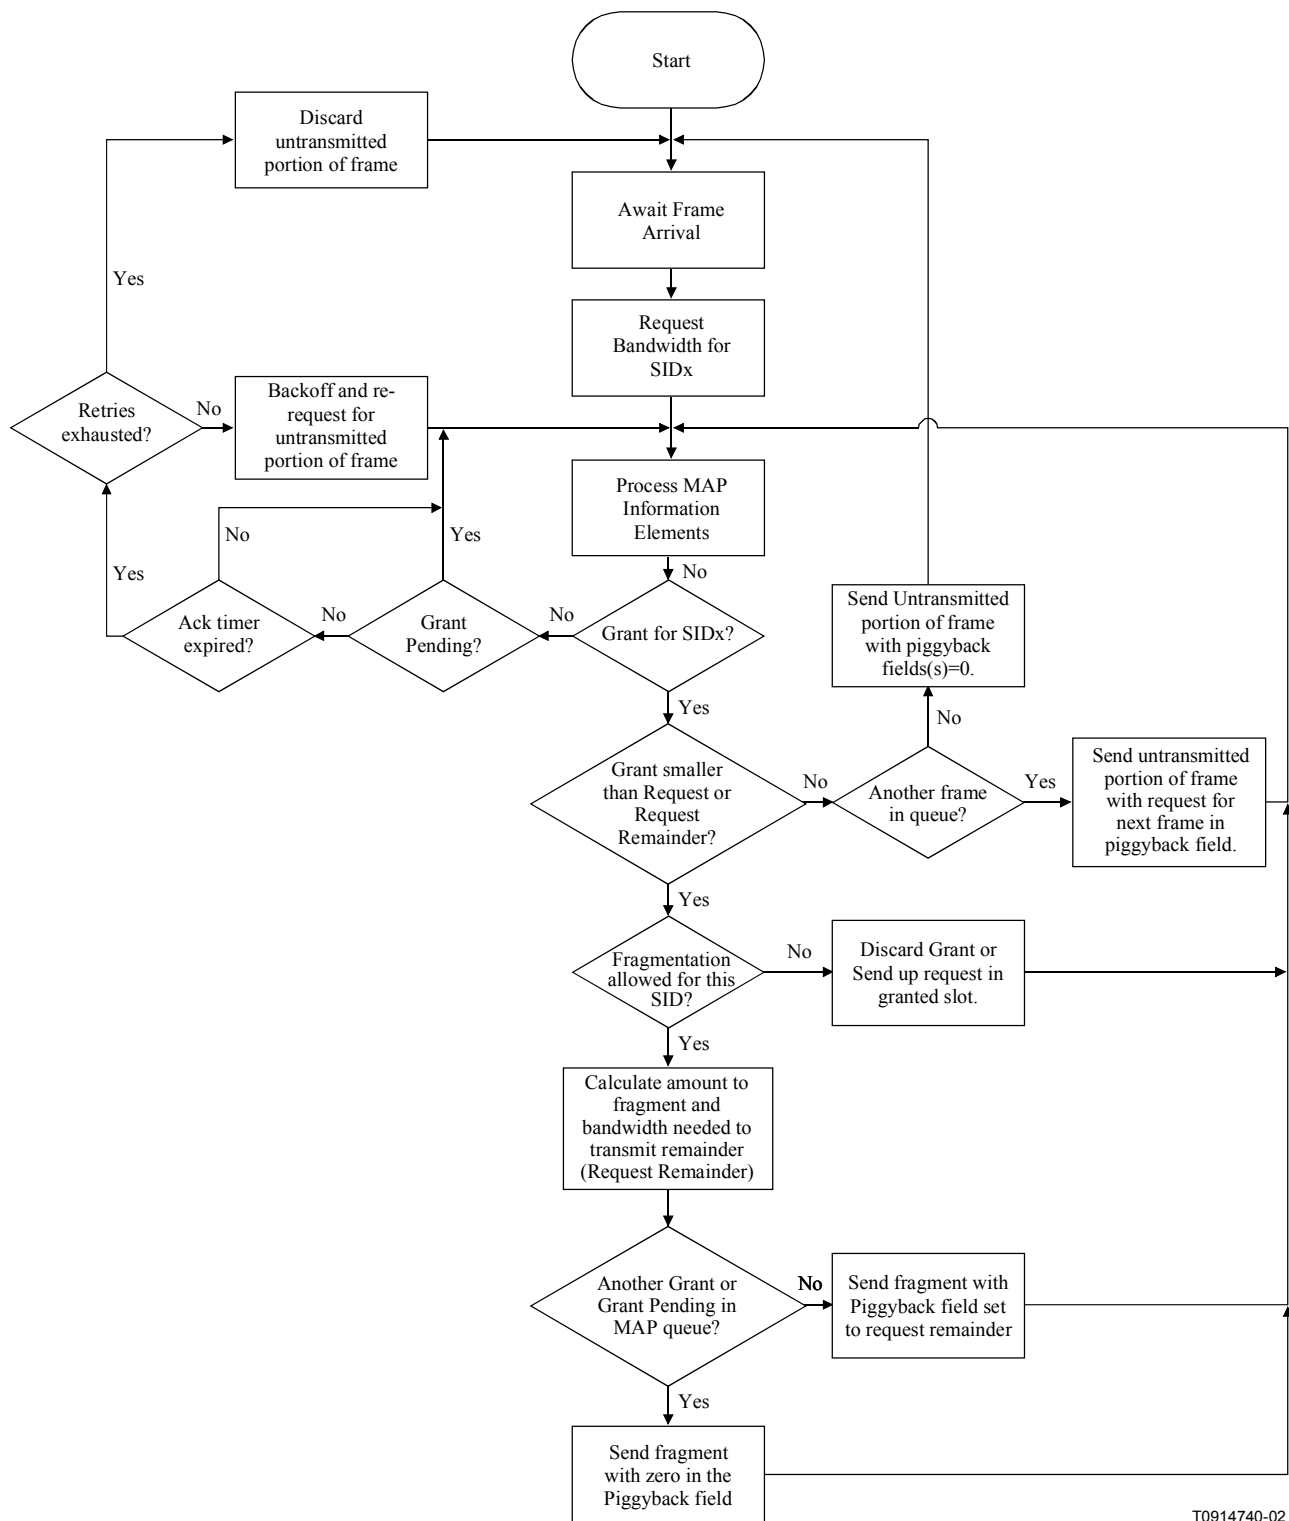 Start
Discard
untransmitted
portion of frame
Await Frame
Arrival
Yes
Request
Bandwidth for
SIDx
Retries
exhausted?
No
Backoff and re-
request for
untransmitted
portion of frame
Process MAP
Information
Elements
No
Yes
No
Yes
Ack timer
expired?
No
Grant
Pending?
No
Grant for SIDx?
Send Untransmitted
portion of frame
with piggyback
fields(s)=0.
Yes
No
Grant smaller
than Request or
Request
Remainder?
No
Another frame
in queue?
Yes
Send untransmitted
portion of frame
with request for
next frame in
piggyback field.
Yes
Fragmentation
allowed for this
SID?
No
Discard Grant or
Send up request in
granted slot.
Yes
Calculate amount to
fragment and
bandwidth needed to
transmit remainder
(Request Remainder)
Another Grant or
Grant Pending in
MAP queue?
No
Send fragment with
Piggyback field set
to request remainder
Yes
Send fragment
with zero in the
Piggyback field
T0914740-02